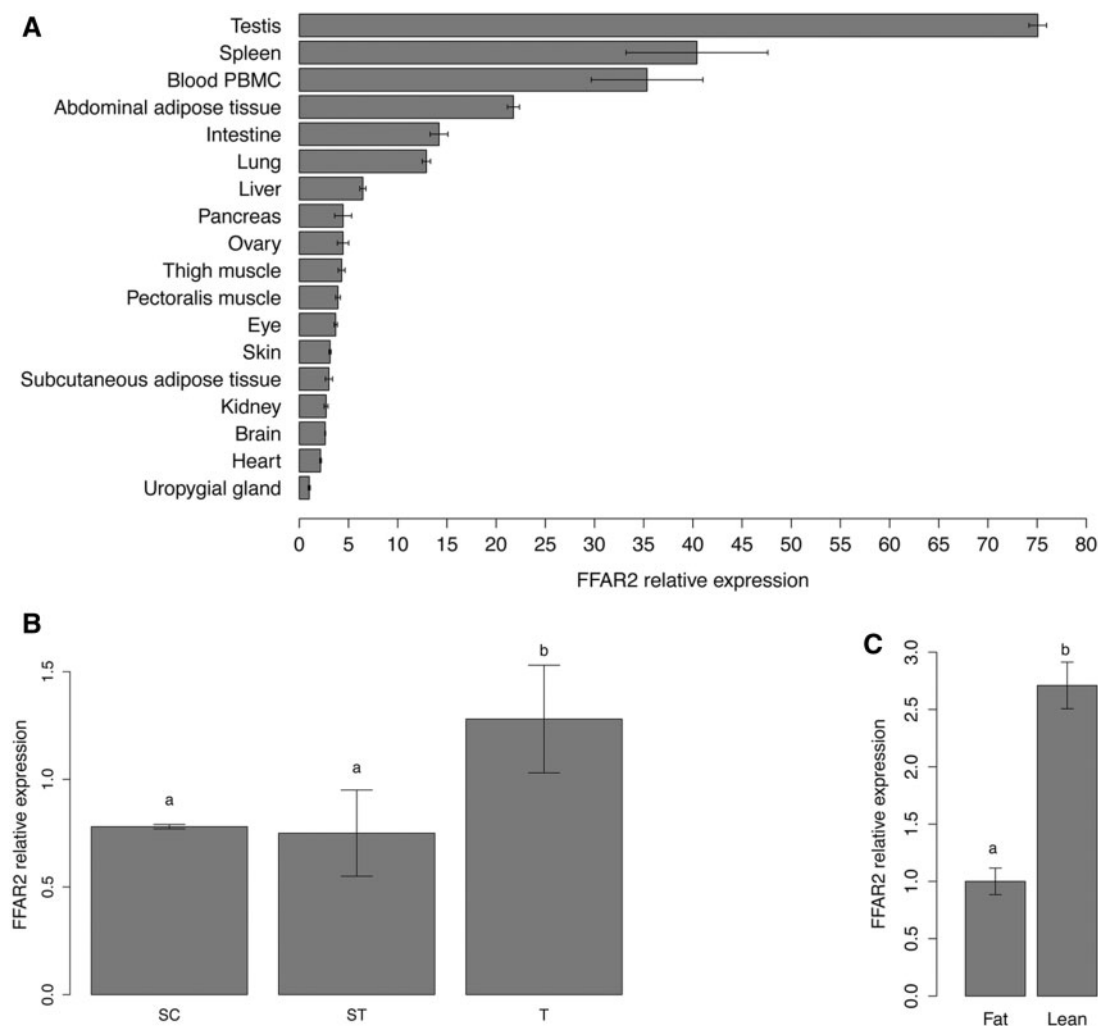 A
Testis
Spleen
Blood PBMC
Abdominal adipose tissue
Intestine
Lung
Liver
Pancreas
Ovary
Thigh muscle
Pectoralis muscle
Eye
Skin
Subcutaneous adipose tissue
Kidney
Brain
Heart
Uropygial gland
0 5 10 15 20 25 30 35 40 45 50 55 60 65 70 75 80
FFAR2 relative expression
B
FFAR2 relative expression
1.5
1.0
0.5
0.0
a
a
b
SC ST T
C
FFAR2 relative expression
3.0
2.5
2.0
1.5
1.0
0.5
0.0
a
b
Fat Lean